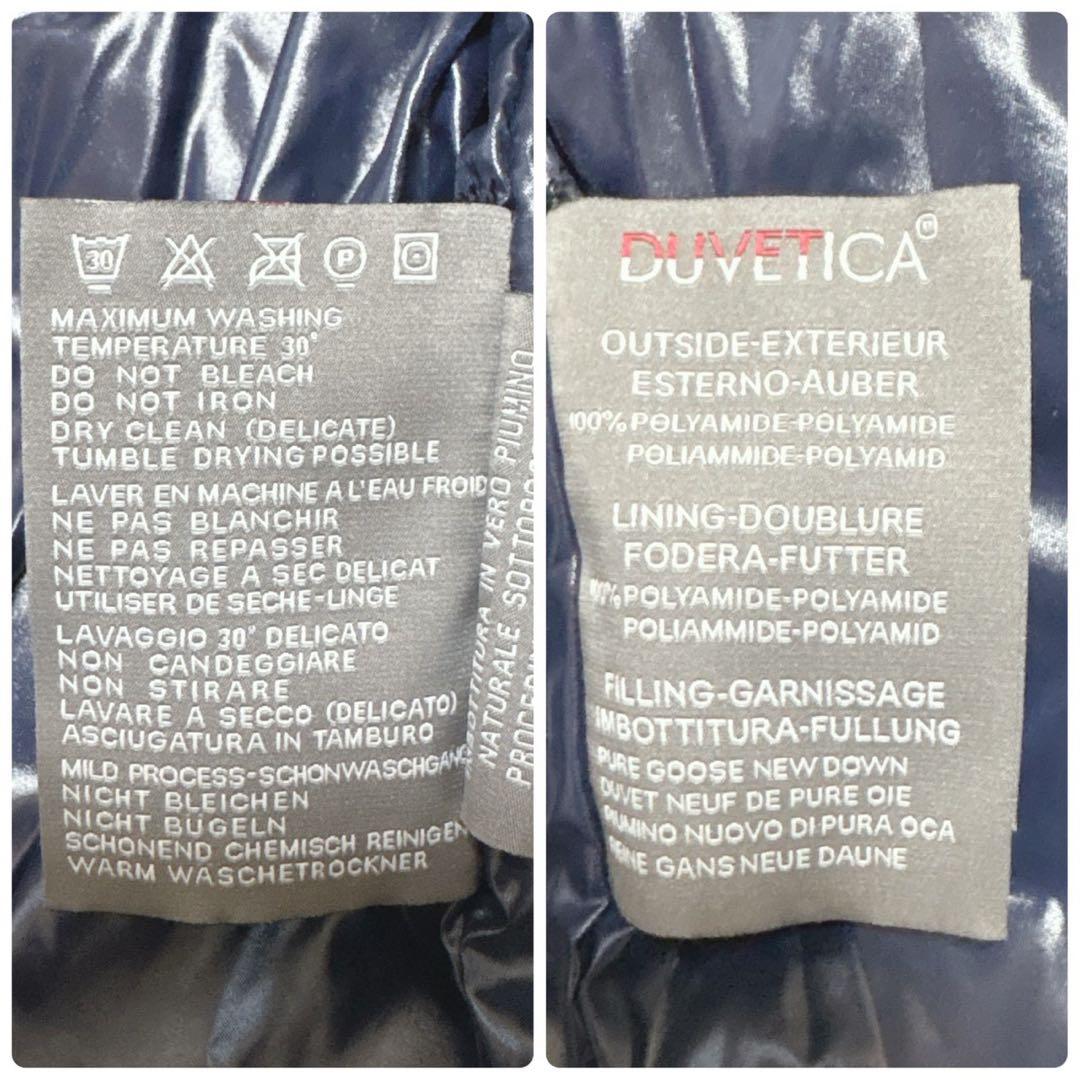 30 P
MAXIMUM WASHING
TEMPERATURE 30°
DO NOT BLEACH
DO NOT IRON
DRY CLEAN (DELICATE)
TUMBLE DRYING POSSIBLE
LAVER EN MACHINE A L'EAU FROID
NE PAS BLANCHIR
NE PAS REPASSER
NETTOYAGE A SEC DELICAT
UTILISER DE SECHE-LINGE
LAVAGGIO 30° DELICATO
NON CANDEGGIARE
NON STIRARE
LAVARE A SECCO (DELICATO)
ASCIUGATURA IN TAMBURO
MILD PROCESS-SCHONWASCHGANG
NICHT BLEICHEN
NICHT BUGELN
SCHONEND CHEMISCH REINIGEN
WARM WASCHETROCKNER
IN VERO PIUMINO
NATURALE
DUVETICA
OUTSIDE-EXTERIEUR
ESTERNO-AUBER
100% POLYAMIDE-POLYAMIDE
POLIAMMIDE-POLYAMID
LINING-DOUBLURE
FODERA-FUTTER
100% POLYAMIDE-POLYAMIDE
POLIAMMIDE-POLYAMID
FILLING-GARNISSAGE
IMBOTTITURA-FULLUNG
PURE GOOSE NEW DOWN
DUVET NEUF DE PURE OIE
PIUMINO NUOVO DI PURA OCA
REINE GANS NEUE DAUNE